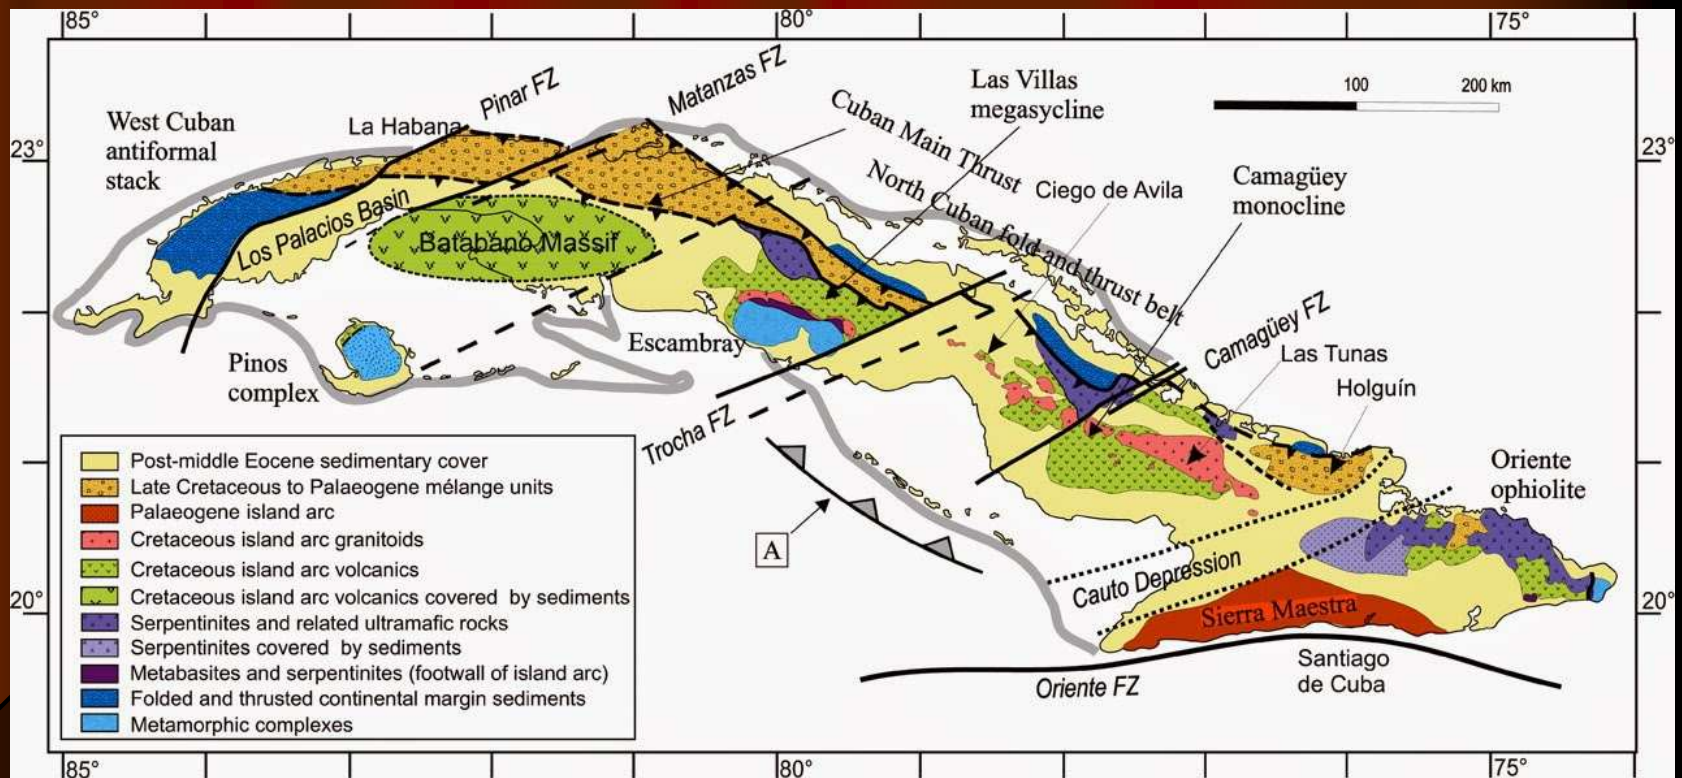 85°
80°
75°
Pinar FZ
Matanzas FZ
Las Villas
megasycline
100
200 km
West Cuban
antiformal
stack
La Habana
Cuban Main Thrust
23°
23°
North Cuban fold and thrust belt
Ciego de Avila
Camagüey
monocline
Los Palacios Basin
Batabano Massif
Camagüey FZ
Escambray
Las Tunas
Pinos
complex
Holguín
Trocha FZ
Post-middle Eocene sedimentary cover
Late Cretaceous to Palaeogene mélange units
Palaeogene island arc
Cretaceous island arc granitoids
Cretaceous island arc volcanics
Cretaceous island arc volcanics covered by sediments
Serpentinites and related ultramafic rocks
Serpentinites covered by sediments
Metabasites and serpentinites (footwall of island arc)
Folded and thrusted continental margin sediments
Metamorphic complexes
Oriente
ophiolite
A
Cauto Depression
20°
20°
Sierra Maestra
Santiago
de Cuba
Oriente FZ
85°
80°
75°